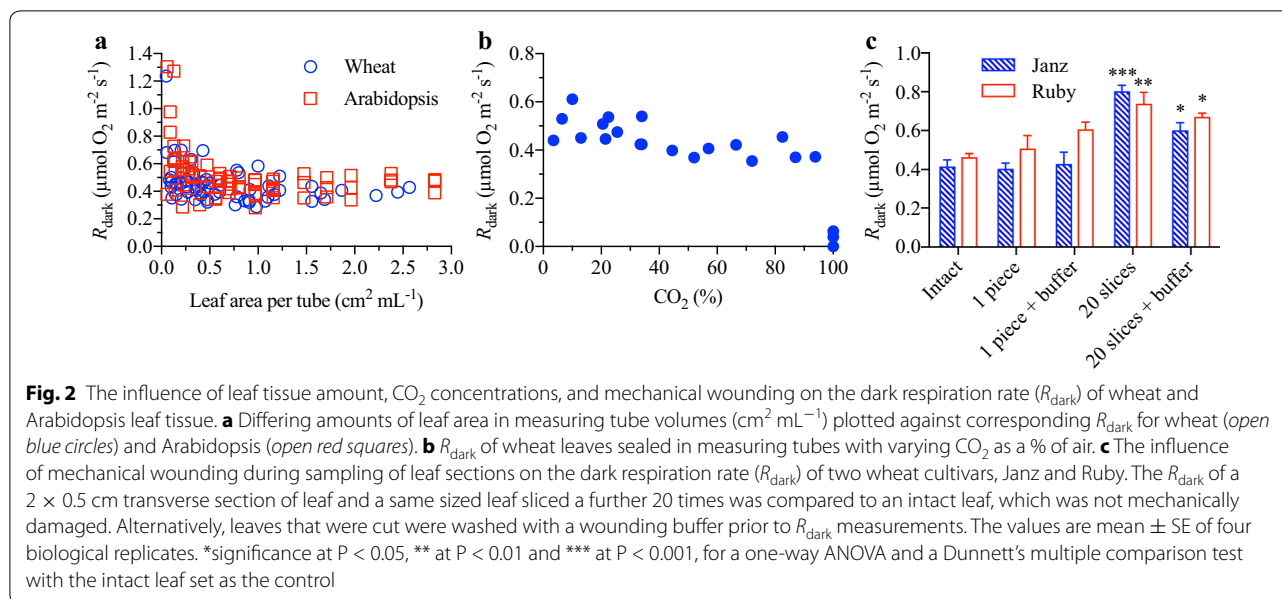 a
Wheat
Arabidopsis
1.4
1.2
1.0
0.8
0.6
0.4
0.2
0.0
R_dark (µmol O₂ m⁻² s⁻¹)
0.0 0.5 1.0 1.5 2.0 2.5 3.0
Leaf area per tube (cm² mL⁻¹)
b
0.8
0.6
0.4
0.2
0.0
R_dark (µmol O₂ m⁻² s⁻¹)
0 20 40 60 80 100
CO₂ (%)
c
Janz
Ruby
1.0
0.8
0.6
0.4
0.2
0.0
R_dark (µmol O₂ m⁻² s⁻¹)
*** ** * *
Intact
1 piece
1 piece + buffer
20 slices
20 slices + buffer
Fig. 2 The influence of leaf tissue amount, CO₂ concentrations, and mechanical wounding on the dark respiration rate (R_dark) of wheat and
Arabidopsis leaf tissue. a Differing amounts of leaf area in measuring tube volumes (cm² mL⁻¹) plotted against corresponding R_dark for wheat (open
blue circles) and Arabidopsis (open red squares). b R_dark of wheat leaves sealed in measuring tubes with varying CO₂ as a % of air. c The influence
of mechanical wounding during sampling of leaf sections on the dark respiration rate (R_dark) of two wheat cultivars, Janz and Ruby. The R_dark of a
2 × 0.5 cm transverse section of leaf and a same sized leaf sliced a further 20 times was compared to an intact leaf, which was not mechanically
damaged. Alternatively, leaves that were cut were washed with a wounding buffer prior to R_dark measurements. The values are mean ± SE of four
biological replicates. *significance at P < 0.05, ** at P < 0.01 and *** at P < 0.001, for a one-way ANOVA and a Dunnett's multiple comparison test
with the intact leaf set as the control